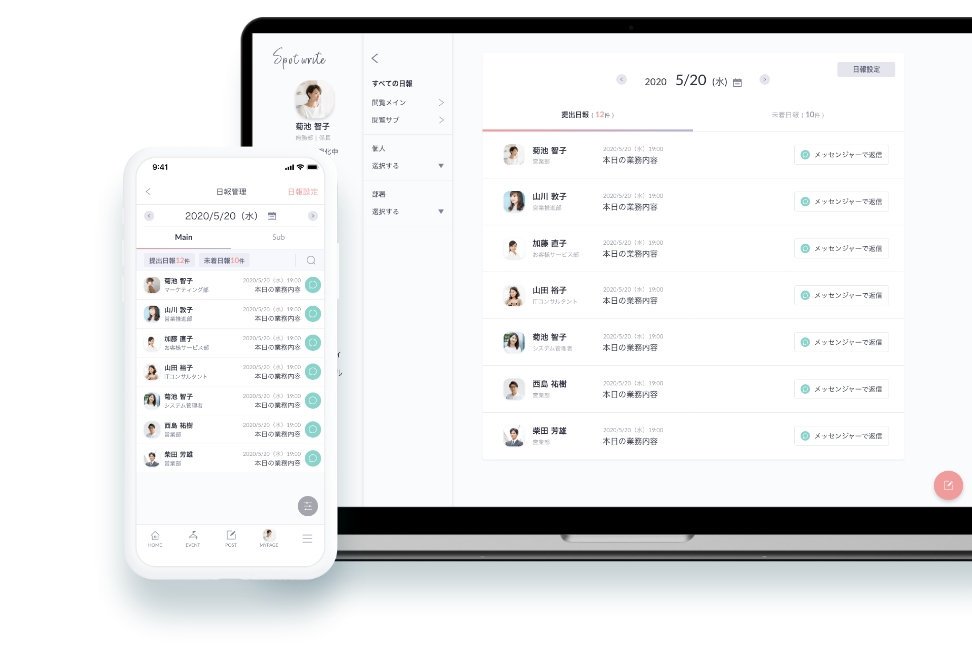 Spot write
菊池 智子
すべての日報
閲覧メイン
閲覧サブ
個人
選択する
部署
選択する
日報設定
2020 5/20 (水)
提出日報 ( 12件 )
未着日報 ( 10件 )
菊池 智子
営業部
2020/5/20（水）19:00
本日の業務内容
メッセンジャーで返信
山川 敦子
営業推進部
2020/5/20（水）19:00
本日の業務内容
メッセンジャーで返信
加藤 直子
お客様サービス部
2020/5/20（水）19:00
本日の業務内容
メッセンジャーで返信
山田 裕子
ITコンサルタント
2020/5/20（水）19:00
本日の業務内容
メッセンジャーで返信
菊池 智子
システム管理者
2020/5/20（水）19:00
本日の業務内容
メッセンジャーで返信
西島 祐樹
営業部
2020/5/20（水）19:00
本日の業務内容
メッセンジャーで返信
柴田 芳雄
営業部
2020/5/20（水）19:00
本日の業務内容
メッセンジャーで返信
9:41
日報管理
日報設定
2020/5/20（水）
Main
Sub
提出日報12件
未着日報10件
菊池 智子
マーケティング部
2020/5/20（水）19:00
本日の業務内容
山川 敦子
営業推進部
2020/5/20（水）19:00
本日の業務内容
加藤 直子
お客様サービス部
2020/5/20（水）19:00
本日の業務内容
山田 裕子
ITコンサルタント
2020/5/20（水）19:00
本日の業務内容
菊池 智子
システム管理者
2020/5/20（水）19:00
本日の業務内容
西島 祐樹
営業部
2020/5/20（水）19:00
本日の業務内容
柴田 芳雄
営業部
2020/5/20（水）19:00
本日の業務内容
HOME
EVENT
POST
MYPAGE